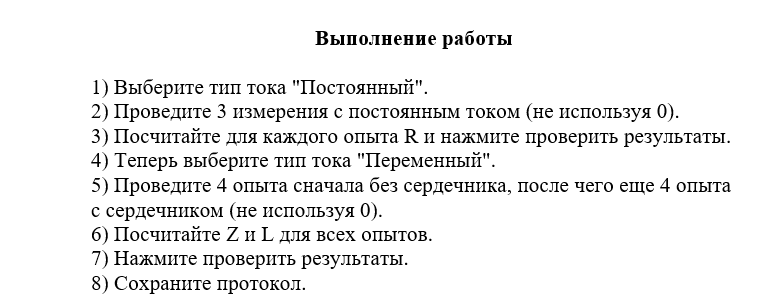 Выполнение работы
1) Выберите тип тока "Постоянный".
2) Проведите 3 измерения с постоянным током (не используя 0).
3) Посчитайте для каждого опыта R и нажмите проверить результаты.
4) Теперь выберите тип тока "Переменный".
5) Проведите 4 опыта сначала без сердечника, после чего еще 4 опыта
с сердечником (не используя 0).
6) Посчитайте Z и L для всех опытов.
7) Нажмите проверить результаты.
8) Сохраните протокол.